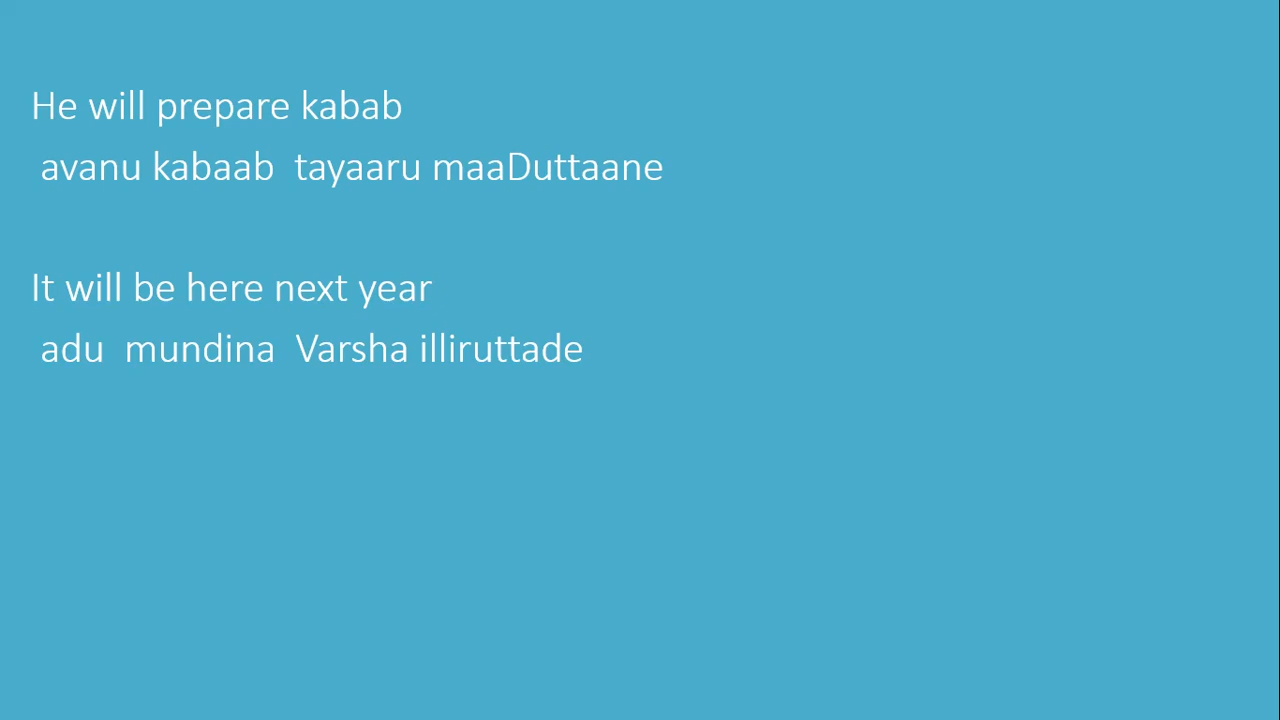 He will prepare kabab
avanu kabaab tayaaru maaDuttaane
It will be here next year
adu mundina Varsha illiruttade